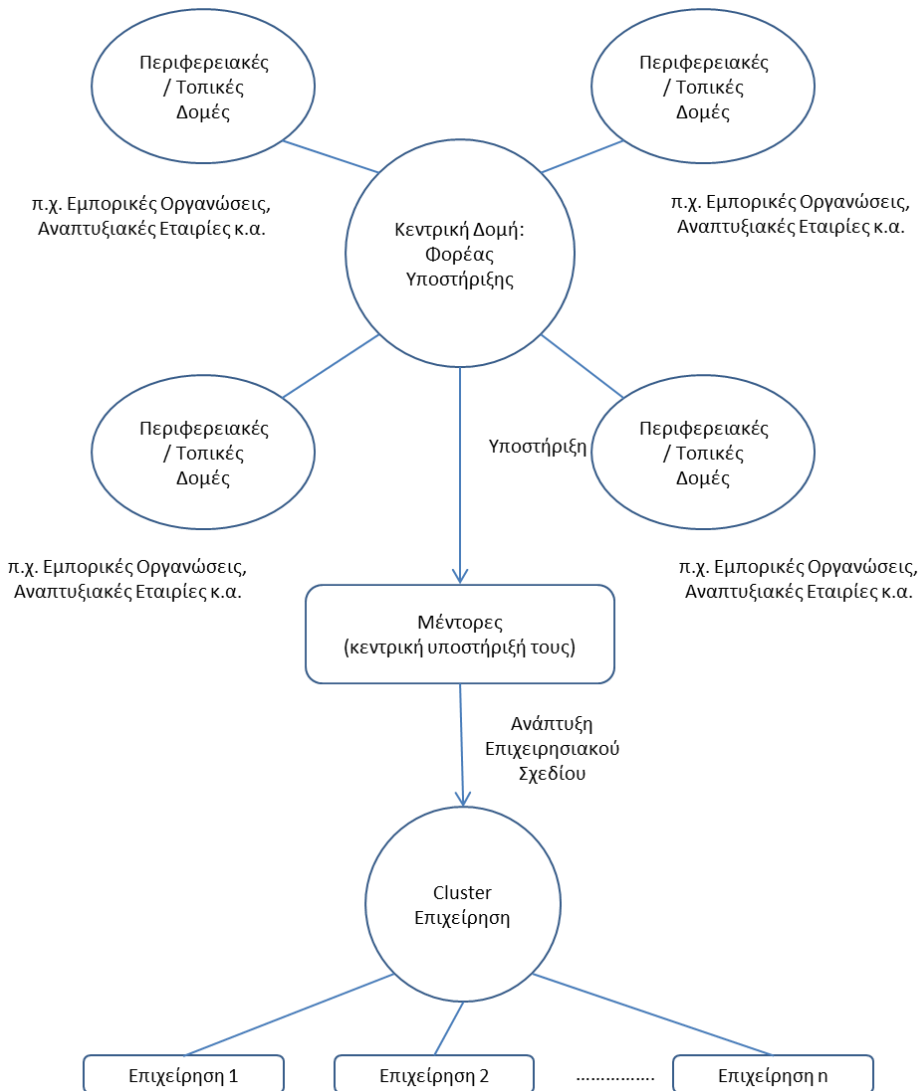 Περιφερειακές
/ Τοπικές
Δομές
Περιφερειακές
/ Τοπικές
Δομές
π.χ. Εμπορικές Οργανώσεις,
Αναπτυξιακές Εταιρίες κ.α.
Κεντρική Δομή:
Φορέας
Υποστήριξης
π.χ. Εμπορικές Οργανώσεις,
Αναπτυξιακές Εταιρίες κ.α.
Περιφερειακές
/ Τοπικές
Δομές
Υποστήριξη
Περιφερειακές
/ Τοπικές
Δομές
π.χ. Εμπορικές Οργανώσεις,
Αναπτυξιακές Εταιρίες κ.α.
π.χ. Εμπορικές Οργανώσεις,
Αναπτυξιακές Εταιρίες κ.α.
Μέντορες
(κεντρική υποστήριξή τους)
Ανάπτυξη
Επιχειρησιακού
Σχεδίου
Cluster
Επιχείρηση
Επιχείρηση 1
Επιχείρηση 2
................
Επιχείρηση n